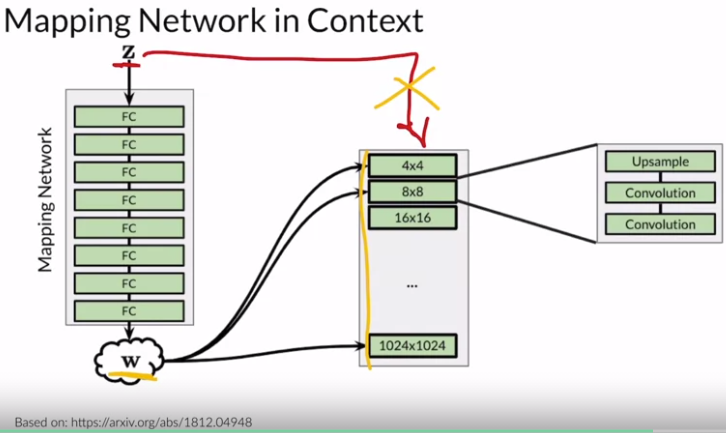 Mapping Network in Context
z
Mapping Network
FC
FC
FC
FC
FC
FC
FC
FC
w
4x4
8x8
16x16
...
1024x1024
Upsample
Convolution
Convolution
Based on: https://arxiv.org/abs/1812.04948